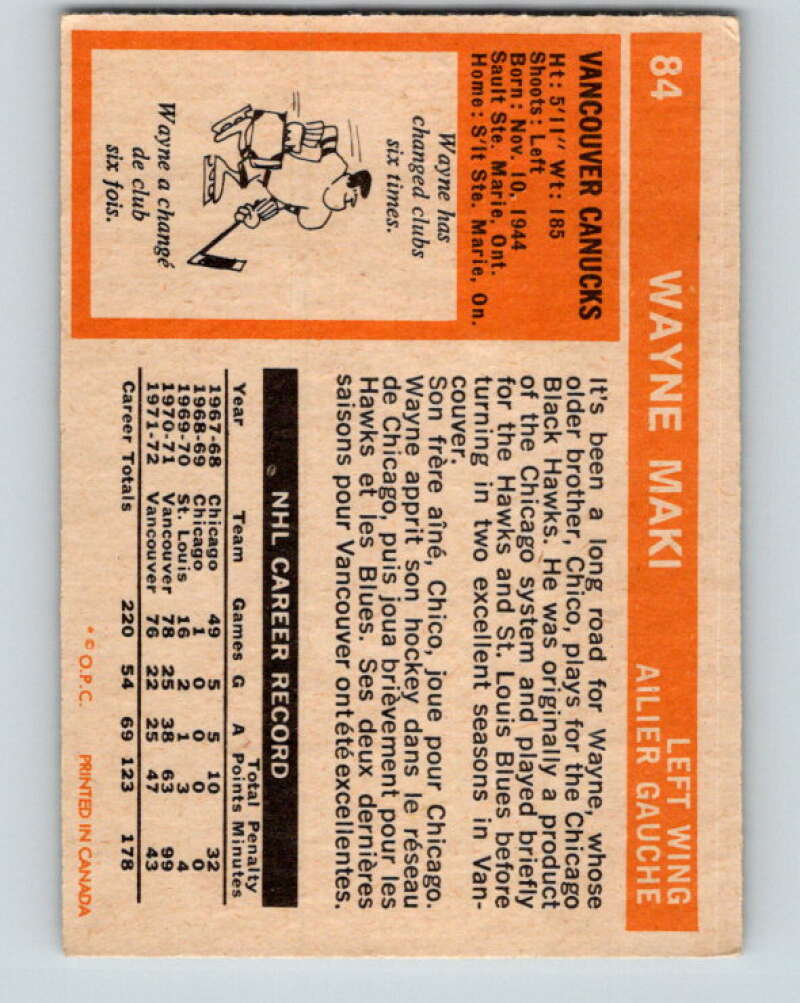 84
WAYNE MAKI
LEFT WING
AILIER GAUCHE
VANCOUVER CANUCKS
Ht: 5'11" Wt: 185
Shoots: Left
Born: Nov. 10, 1944
Sault Ste. Marie, Ont.
Home: S'lt Ste. Marie, On.
Wayne has
changed clubs
six times.
Wayne a changé
de club
six fois.
It's been a long road for Wayne, whose
older brother, Chico, plays for the Chicago
Black Hawks. He was originally a product
of the Chicago system and played briefly
for the Hawks and St. Louis Blues before
turning in two excellent seasons in Van-
couver.
Son frère aîné, Chico, joue pour Chicago.
Wayne apprit son hockey dans le réseau
de Chicago, puis joua brièvement pour les
Hawks et les Blues. Ses deux dernières
saisons pour Vancouver ont été excellentes.
NHL CAREER RECORD
Total Penalty
Year Team Games G A Points Minutes
1967-68 Chicago 49 5 5 10 32
1968-69 Chicago 1 0 0 0 0
1969-70 St. Louis 16 2 1 3 4
1970-71 Vancouver 78 25 38 63 99
1971-72 Vancouver 76 22 25 47 43
Career Totals 220 54 69 123 178
* © O.P.C. PRINTED IN CANADA